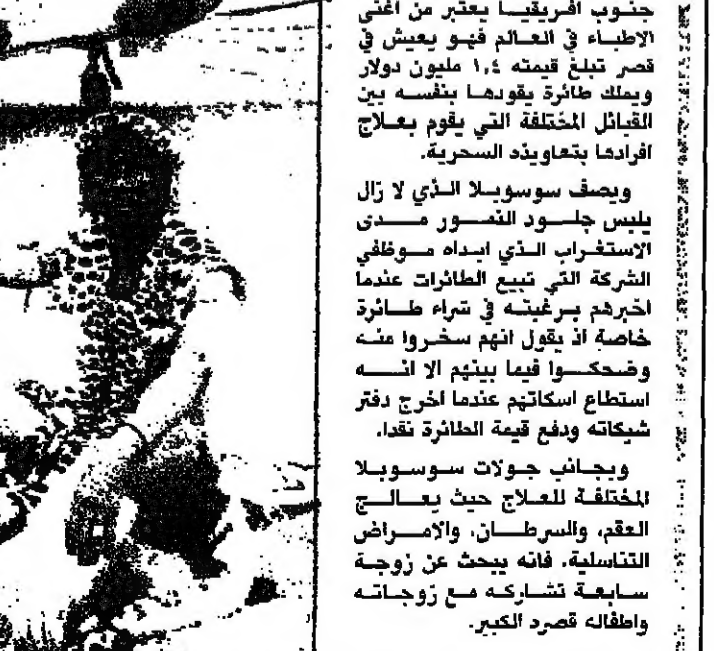 جنوب افريقيا يعتبر من اغنى
الاطباء في العالم فهو يعيش في
قصر تبلغ قيمته ١,٤ مليون دولار
ويملك طائرة يقودها بنفسه بين
القبائل المختلفة التي يقوم بعلاج
افرادها بتعاويذه السحرية.
ويصف سوسوبلا الذي لا زال
يلبس جلود النمور مدى
الاستغراب الذي ابداه موظفي
الشركة التي تبيع الطائرات عندما
اخبرهم برغبته في شراء طائرة
خاصة اذ يقول انهم سخروا منه
وضحكوا فيما بينهم الا انه
استطاع اسكاتهم عندما اخرج دفتر
شيكاته ودفع قيمة الطائرة نقدا.
وبجانب جولات سوسوبلا
المختلفة للعلاج حيث يعالج
العقم، والسرطان، والامراض
التناسلية، فانه يبحث عن زوجة
سابعة تشاركه مع زوجاته
واطفاله قصره الكبير.